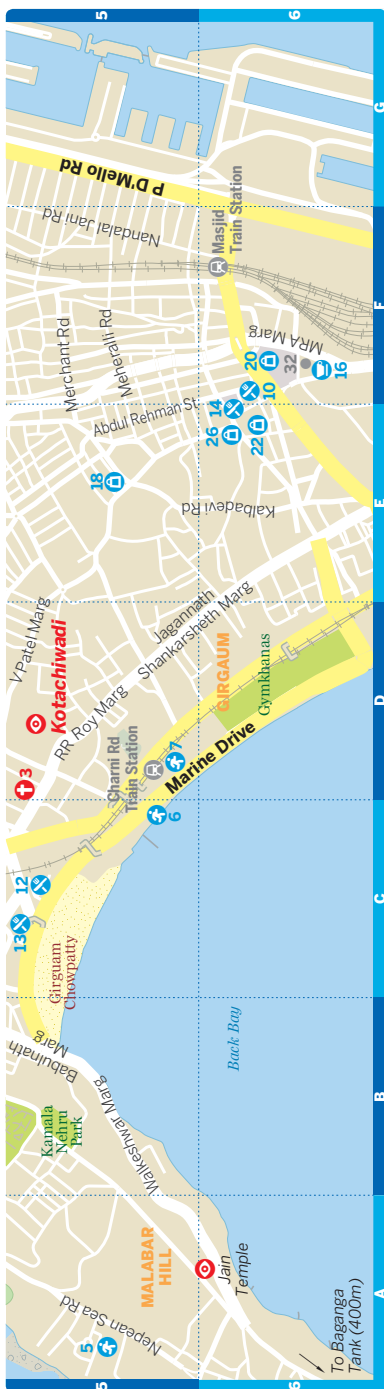 5
6
G
P D'Mello Rd
Nandalal Jani Rd
Masjid
Train Station
F
Merchant Rd
Meheralli Rd
MRA Marg
20
32
16
10
14
Abdul Rehman St
26
22
18
E
Kalbadevi Rd
V Patel Marg
Jagannath
Shankarsheth Marg
Kotachiwadi
D
GIRGAUM
Gymkhanas
RR Roy Marg
3
Charni Rd
Train Station
7
Marine Drive
6
12
13
C
Girguam
Chowpatty
Back Bay
Babulnath
Marg
B
Kamala
Nehru
Park
Walkeshwar Marg
MALABAR
HILL
Jain
Temple
A
Nepean Sea Rd
5
To Baganga
Tank (400m)
5
6